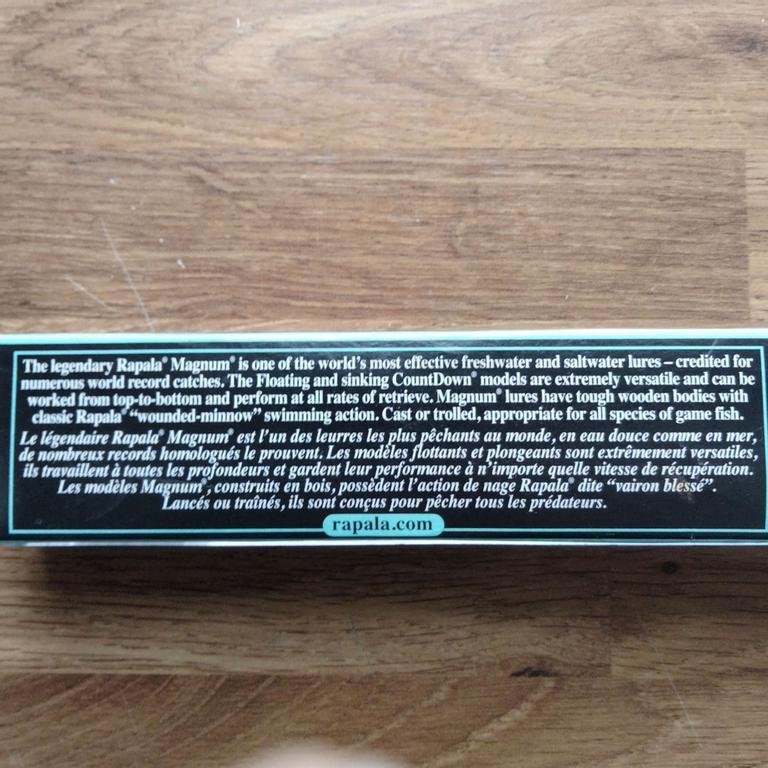 The legendary Rapala® Magnum® is one of the world's most effective freshwater and saltwater lures – credited for
numerous world record catches. The Floating and sinking CountDown® models are extremely versatile and can be
worked from top-to-bottom and perform at all rates of retrieve. Magnum® lures have tough wooden bodies with
classic Rapala® "wounded-minnow" swimming action. Cast or trolled, appropriate for all species of game fish.
Le légendaire Rapala® Magnum® est l'un des leurres les plus pêchants au monde, en eau douce comme en mer,
de nombreux records homologués le prouvent. Les modèles flottants et plongeants sont extrêmement versatiles,
ils travaillent à toutes les profondeurs et gardent leur performance à n'importe quelle vitesse de récupération.
Les modèles Magnum®, construits en bois, possèdent l'action de nage Rapala® dite "vairon blessé".
Lancés ou traînés, ils sont conçus pour pêcher tous les prédateurs.
rapala.com